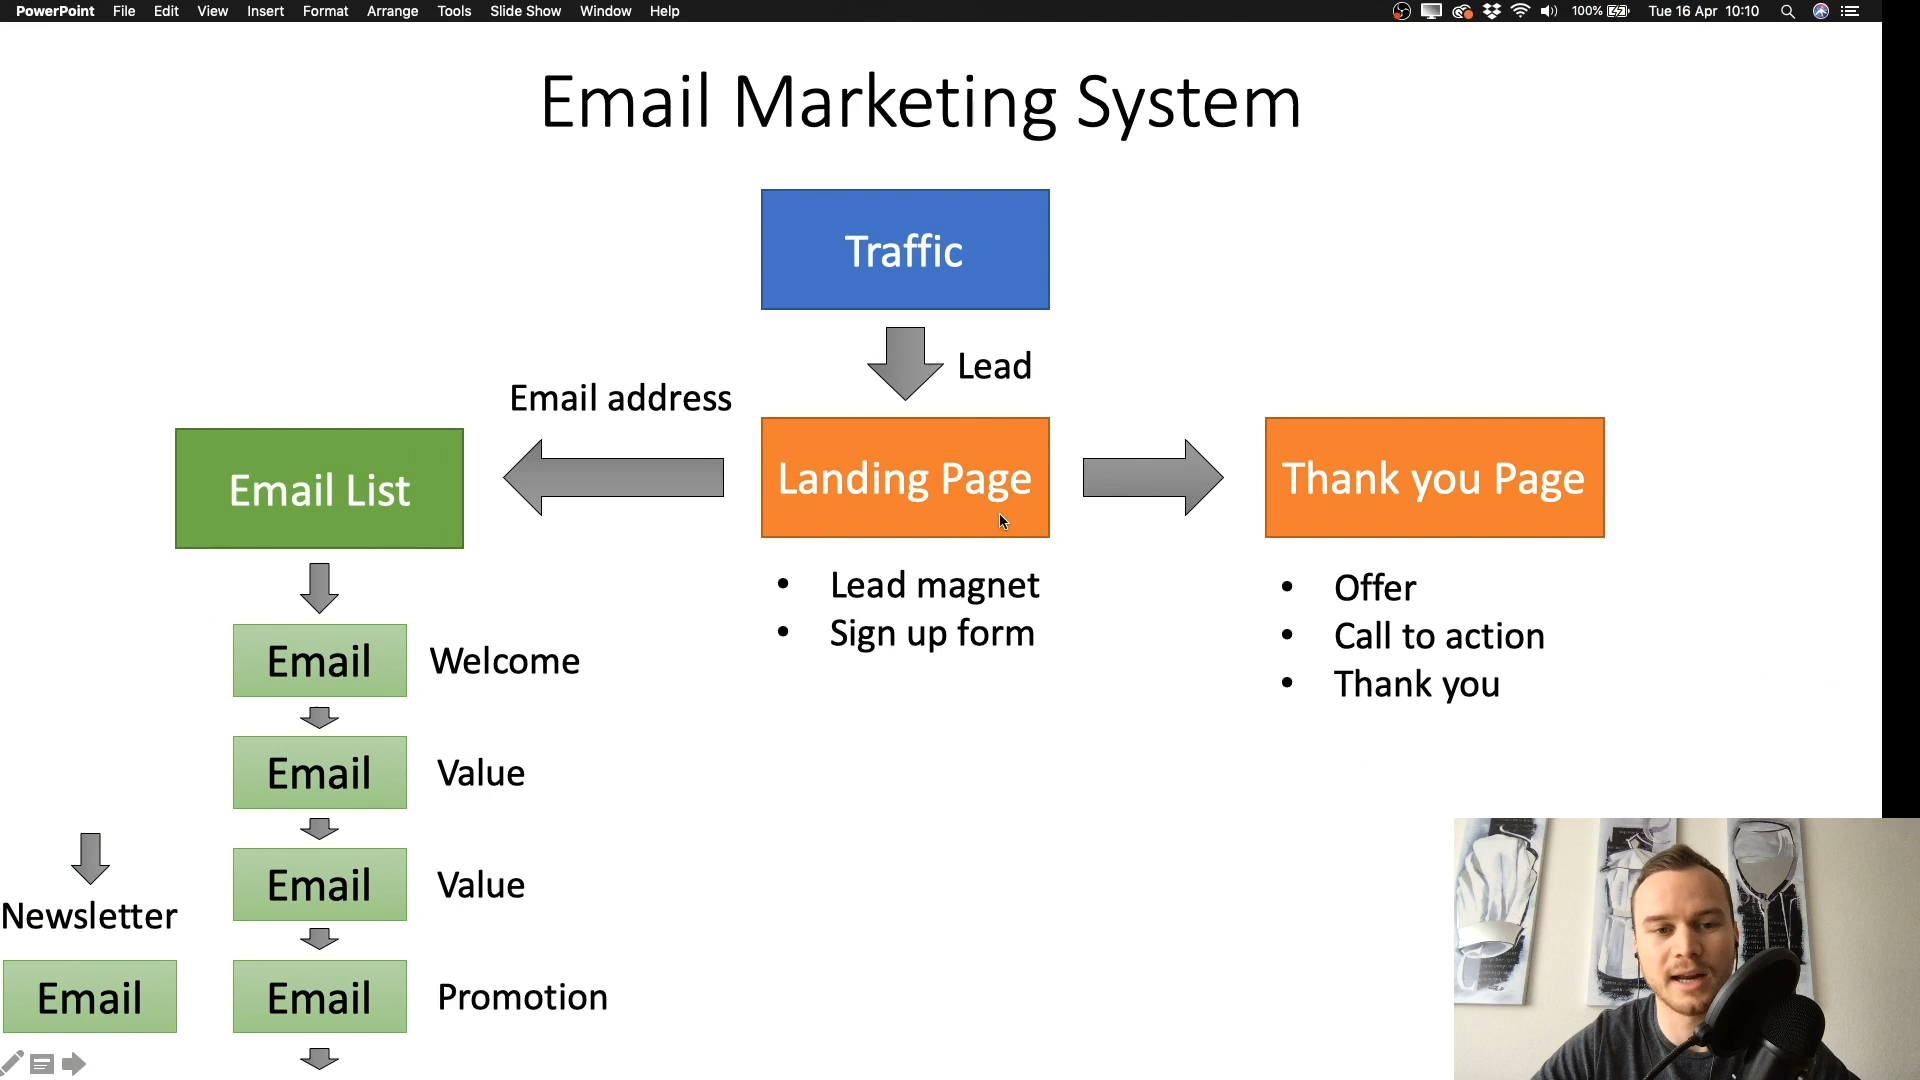 PowerPoint File Edit View Insert Format Arrange Tools Slide Show Window Help 100% Tue 16 Apr 10:10
Email Marketing System
Traffic
Lead
Email address
Email List
Landing Page
Thank you Page
• Lead magnet
• Sign up form
• Offer
• Call to action
• Thank you
Email Welcome
Email Value
Email Value
Newsletter
Email
Email Promotion